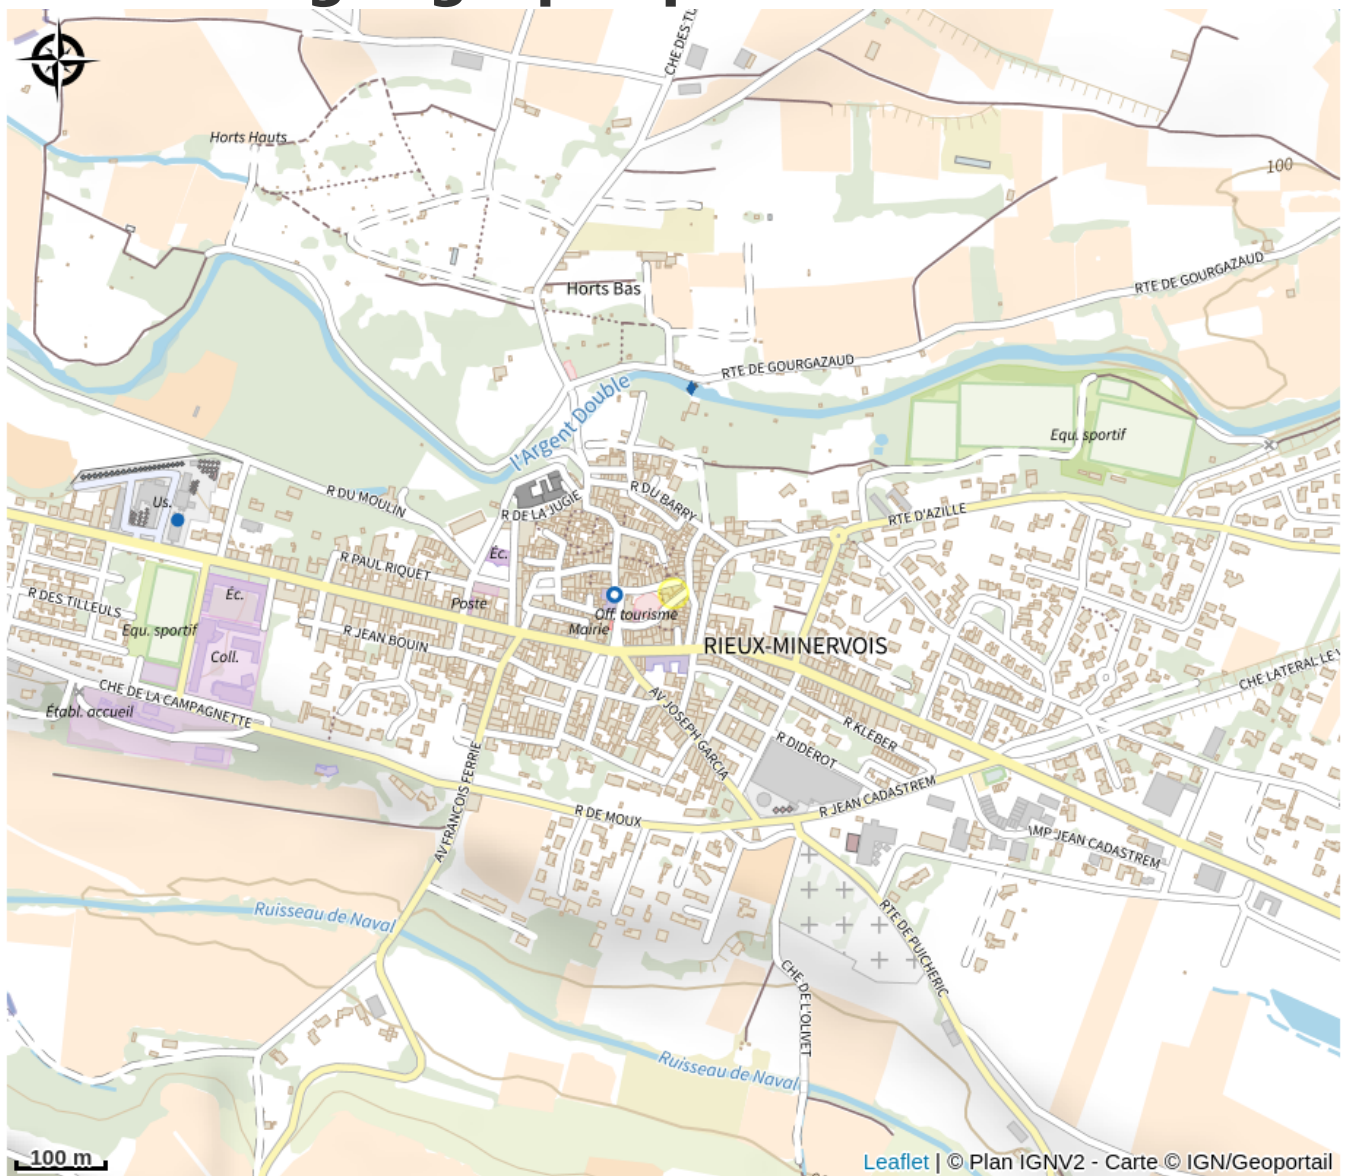 CHE DES TU
Horts Hauts
100
RTE DE GOURGAZAUD
Horts Bas
RTE DE GOURGAZAUD
l'Argent Double
Equ. sportif
R DU MOULIN
Us.
R DU BARRY
R DE LA JUGIE
RTE D'AZILLE
R PAUL RIQUET
Éc.
Éc.
R DES TILLEULS
Poste
Off. tourisme
Mairie
Equ. sportif
R JEAN BOUIN
RIEUX-MINERVOIS
Coll.
CHE LATERAL LE
CHE DE LA CAMPAGNETTE
Établ. accueil
AV JOSEPH GARCIA
R KLEBER
R DIDEROT
AV FRANCOIS FERRIE
R JEAN CADASTREM
R DE MOUX
IMP JEAN CADASTREM
Ruisseau de Naval
RTE DE PUICHERIC
CHE DE L'OLIVET
Ruisseau de Naval
100 m
Leaflet | © Plan IGNV2 - Carte © IGN/Geoportail